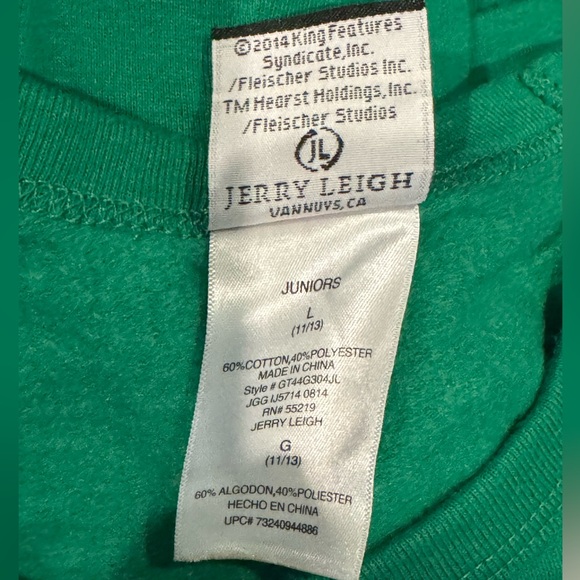 ©2014 King Features
Syndicate, Inc.
/Fleischer Studios Inc.
TM Hearst Holdings, Inc.
/Fleischer Studios
JL
JERRY LEIGH
VAN NUYS, CA
JUNIORS
L
(11/13)
60%COTTON,40%POLYESTER
MADE IN CHINA
Style # GT44G304JL
JGG IJ5714 0814
RN# 55219
JERRY LEIGH
G
(11/13)
60% ALGODON,40%POLIESTER
HECHO EN CHINA
UPC# 73240944886